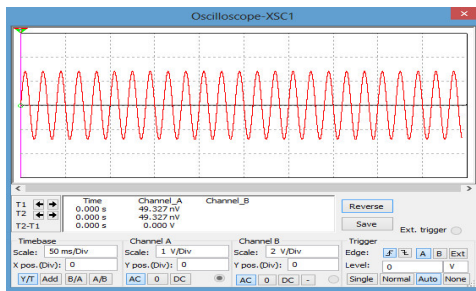 Oscilloscope-XSC1
Time Channel_A Channel_B
T1 0.000 s 49.327 nV
T2 0.000 s 49.327 nV
T2-T1 0.000 s 0.000 V
Reverse
Save
Ext. trigger
Timebase
Scale: 50 ms/Div
X pos.(Div): 0
Y/T Add B/A A/B
Channel A
Scale: 1 V/Div
Y pos.(Div): 0
AC 0 DC
Channel B
Scale: 2 V/Div
Y pos.(Div): 0
AC 0 DC -
Trigger
Edge: A B Ext
Level: 0 V
Single Normal Auto None